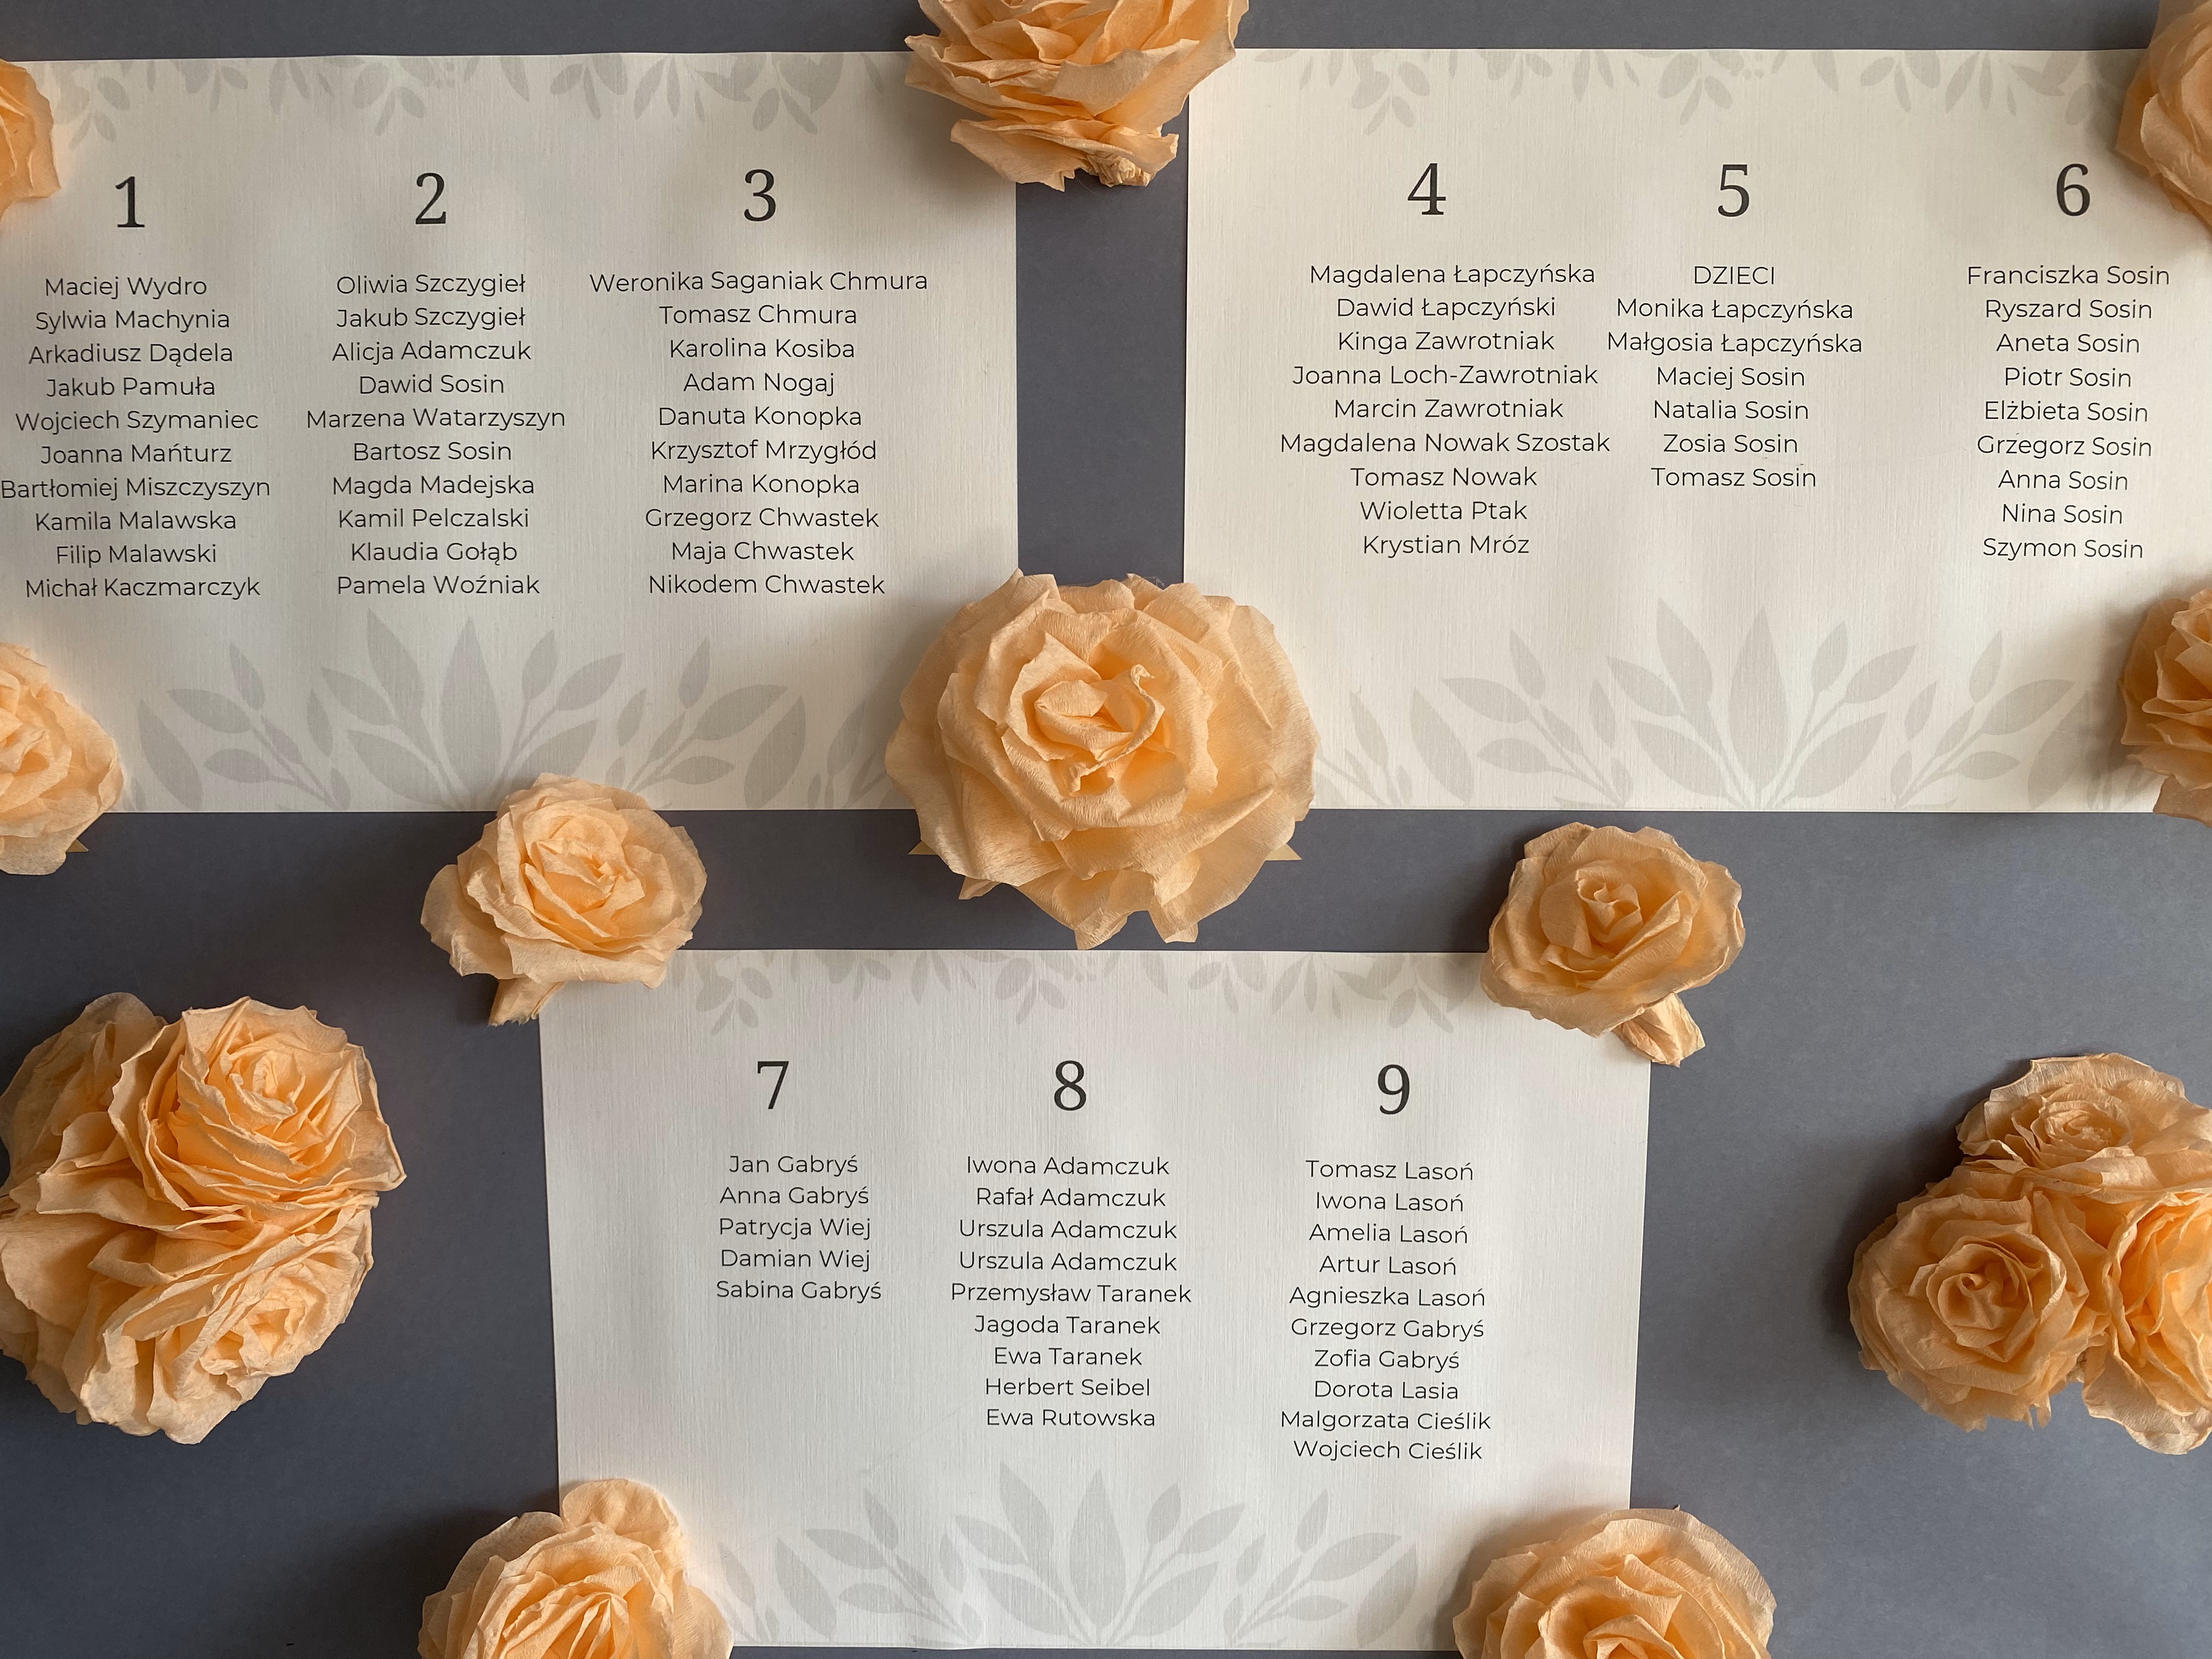 1
Maciej Wydro
Sylwia Machynia
Arkadiusz Dądela
Jakub Pamuła
Wojciech Szymaniec
Joanna Mańturz
Bartłomiej Miszczyszyn
Kamila Malawska
Filip Malawski
Michał Kaczmarczyk
2
Oliwia Szczygieł
Jakub Szczygieł
Alicja Adamczuk
Dawid Sosin
Marzena Watarzyszyn
Bartosz Sosin
Magda Madejska
Kamil Pelczalski
Klaudia Gołąb
Pamela Woźniak
3
Weronika Saganiak Chmura
Tomasz Chmura
Karolina Kosiba
Adam Nogaj
Danuta Konopka
Krzysztof Mrzygłód
Marina Konopka
Grzegorz Chwastek
Maja Chwastek
Nikodem Chwastek
4
Magdalena Łapczyńska
Dawid Łapczyński
Kinga Zawrotniak
Joanna Loch-Zawrotniak
Marcin Zawrotniak
Magdalena Nowak Szostak
Tomasz Nowak
Wioletta Ptak
Krystian Mróz
5
DZIECI
Monika Łapczyńska
Małgosia Łapczyńska
Maciej Sosin
Natalia Sosin
Zosia Sosin
Tomasz Sosin
6
Franciszka Sosin
Ryszard Sosin
Aneta Sosin
Piotr Sosin
Elżbieta Sosin
Grzegorz Sosin
Anna Sosin
Nina Sosin
Szymon Sosin
7
Jan Gabryś
Anna Gabryś
Patrycja Wiej
Damian Wiej
Sabina Gabryś
8
Iwona Adamczuk
Rafał Adamczuk
Urszula Adamczuk
Urszula Adamczuk
Przemysław Taranek
Jagoda Taranek
Ewa Taranek
Herbert Seibel
Ewa Rutowska
9
Tomasz Lasoń
Iwona Lasoń
Amelia Lasoń
Artur Lasoń
Agnieszka Lasoń
Grzegorz Gabryś
Zofia Gabryś
Dorota Lasia
Malgorzata Cieślik
Wojciech Cieślik